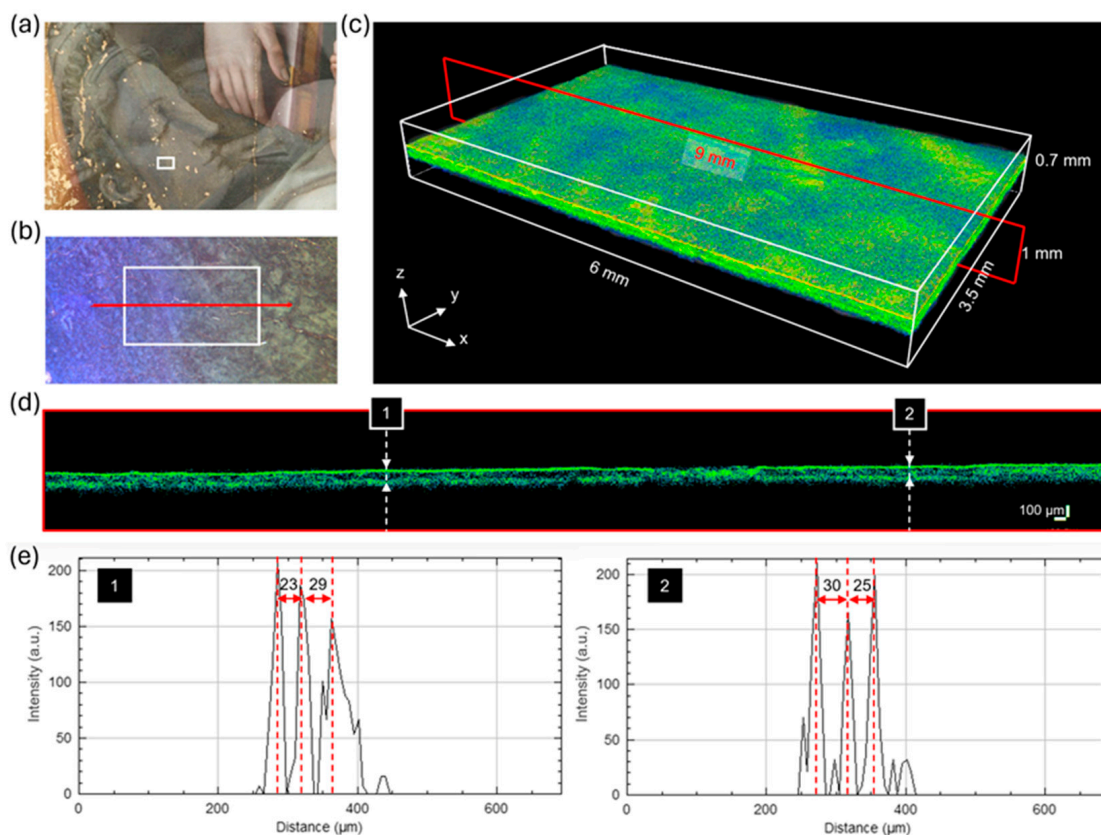 (a)
(b)
(c)
9 mm
0.7 mm
1 mm
3.5 mm
6 mm
z
y
x
(d)
1
2
100 µm
(e)
1
23
29
Intensity (a.u.)
200
150
100
50
0
0
200
400
600
Distance (µm)
2
30
25
Intensity (a.u.)
200
150
100
50
0
0
200
400
600
Distance (µm)